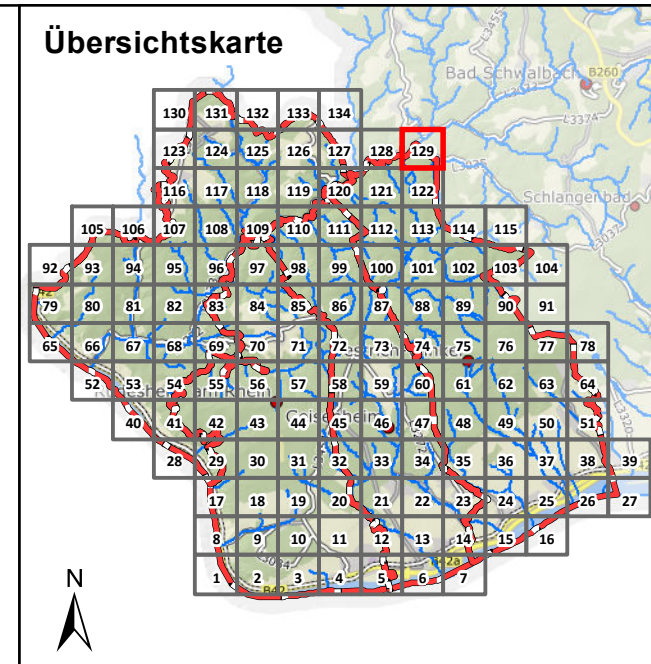 Übersichtskarte
Bad Schwalbach
B260
L3374
L3035
Schlangenbad
L3037
L3320
130 131 132 133 134
123 124 125 126 127 128 129
116 117 118 119 120 121 122
105 106 107 108 109 110 111 112 113 114 115
92 93 94 95 96 97 98 99 100 101 102 103 104
79 80 81 82 83 84 85 86 87 88 89 90 91
65 66 67 68 69 70 71 72 73 74 75 76 77 78
52 53 54 55 56 57 58 59 60 61 62 63 64
40 41 42 43 44 45 46 47 48 49 50 51
Geisenheim
28 29 30 31 32 33 34 35 36 37 38 39
17 18 19 20 21 22 23 24 25 26 27
8 9 10 11 12 13 14 15 16
L3034
B42a
1 2 3 4 5 6 7
B42
N